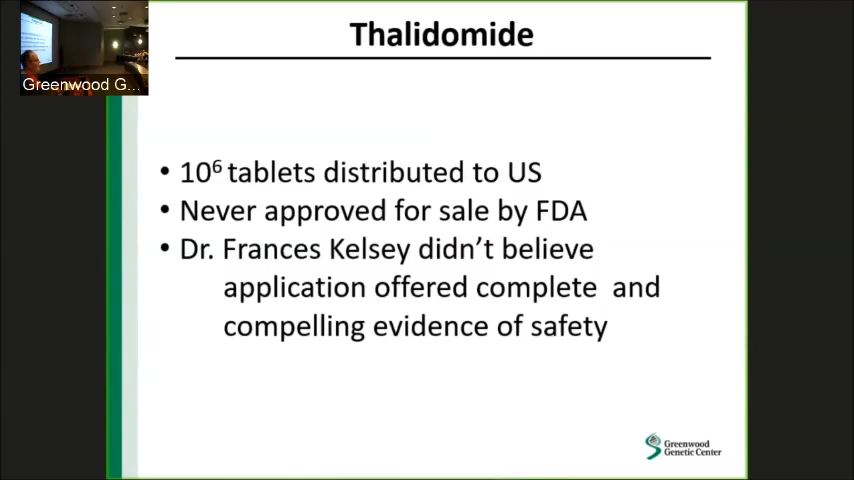 Greenwood G...
Thalidomide
• 10⁶ tablets distributed to US
• Never approved for sale by FDA
• Dr. Frances Kelsey didn't believe
application offered complete and
compelling evidence of safety
Greenwood
Genetic Center